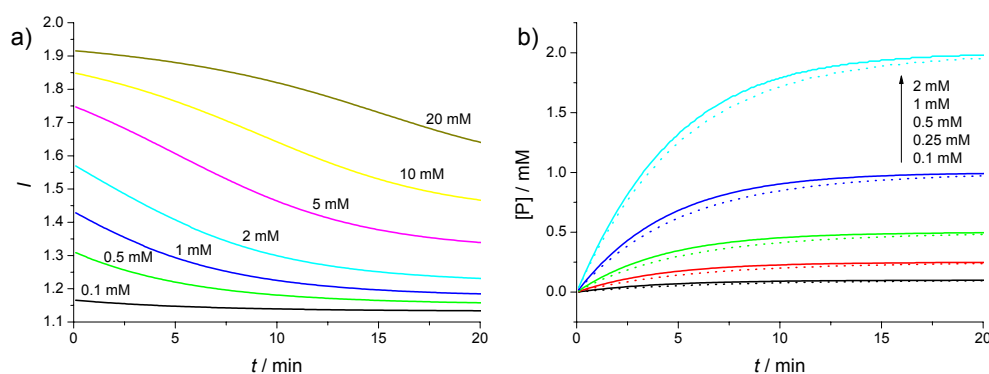 a)
2.0
1.9
1.8
1.7
1.6
1.5
1.4
1.3
1.2
1.1
I
20 mM
10 mM
5 mM
2 mM
1 mM
0.5 mM
0.1 mM
0
5
10
15
20
t / min
b)
2.0
1.5
1.0
0.5
0.0
[P] / mM
2 mM
1 mM
0.5 mM
0.25 mM
0.1 mM
0
5
10
15
20
t / min